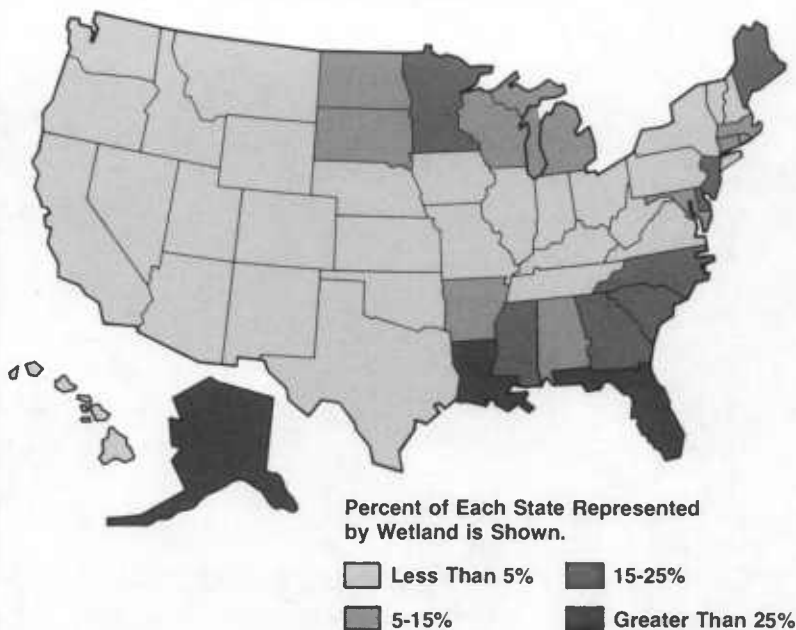 Percent of Each State Represented
by Wetland is Shown.
Less Than 5%
15-25%
5-15%
Greater Than 25%